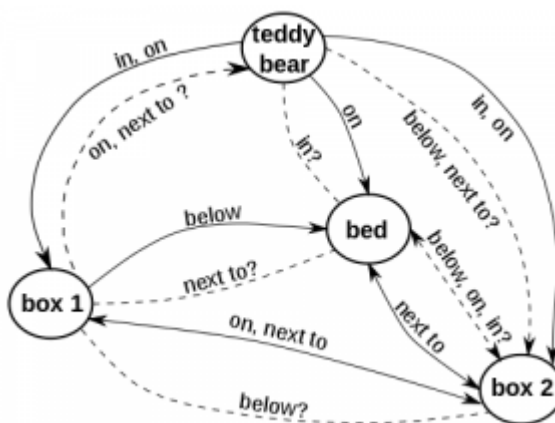 teddy
bear
in, on
on, next to ?
on
in?
in, on
below, next to?
below
bed
next to?
below, on, in?
next to
box 1
on, next to
box 2
below?